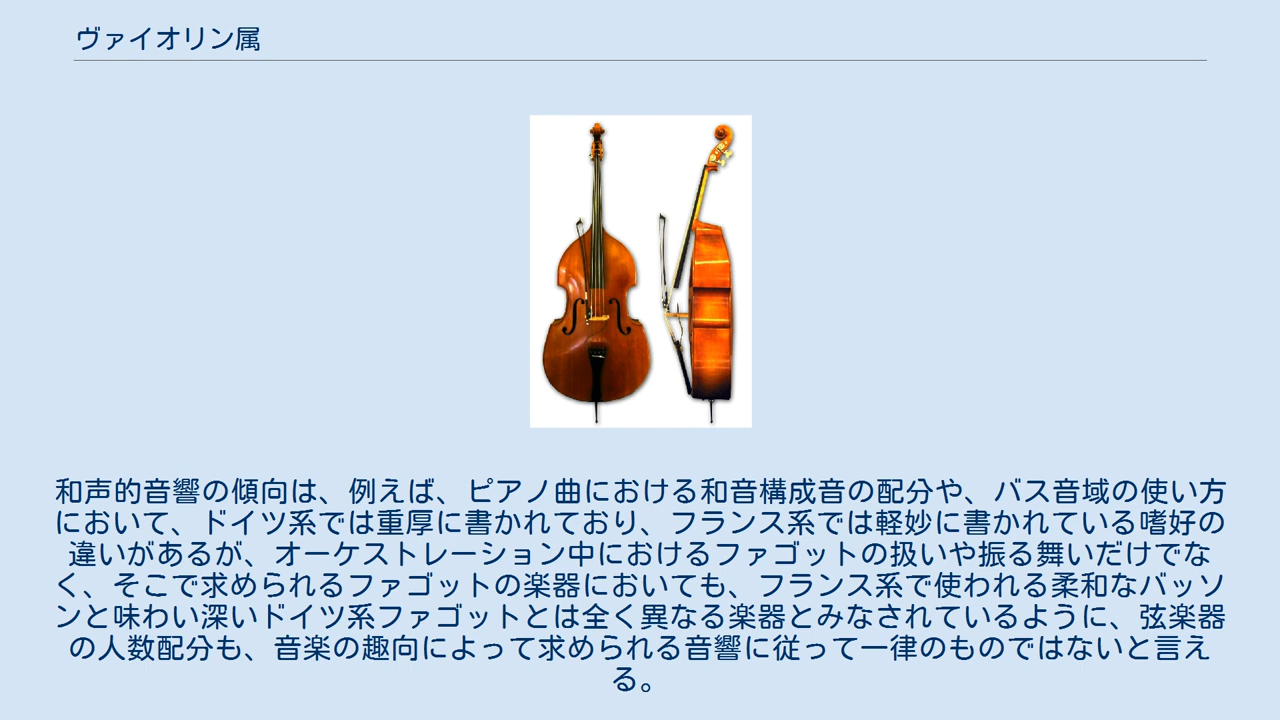 ヴァイオリン属
和声的音響の傾向は、例えば、ピアノ曲における和音構成音の配分や、バス音域の使い方
において、ドイツ系では重厚に書かれており、フランス系では軽妙に書かれている嗜好の
違いがあるが、オーケストレーション中におけるファゴットの扱いや振る舞いだけでな
く、そこで求められるファゴットの楽器においても、フランス系で使われる柔和なバッソ
ンと味わい深いドイツ系ファゴットとは全く異なる楽器とみなされているように、弦楽器
の人数配分も、音楽の趣向によって求められる音響に従って一律のものではないと言え
る。